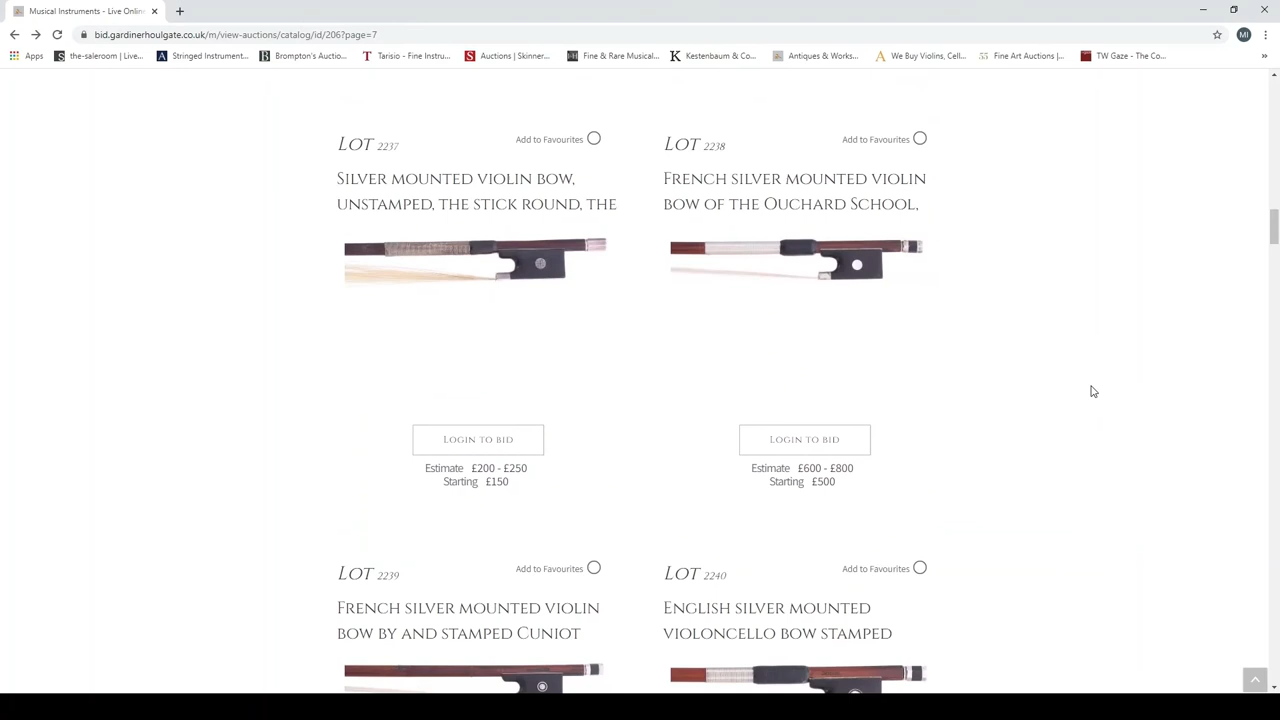 Musical Instruments - Live Onlin
bid.gardinerhoulgate.co.uk/m/view-auctions/catalog/id/206?page=7
MI
Apps
the-saleroom | Live...
Stringed Instrument...
Brompton's Auctio...
Tarisio - Fine Instru...
Auctions | Skinner...
Fine & Rare Musical...
Kestenbaum & Co...
Antiques & Works...
We Buy Violins, Cell...
Fine Art Auctions |...
TW Gaze - The Co...
»
Lot 2237
Add to Favourites
Silver mounted violin bow,
unstamped, the stick round, the
Login to bid
Estimate £200 - £250
Starting £150
Lot 2238
Add to Favourites
French silver mounted violin
bow of the Ouchard School,
Login to bid
Estimate £600 - £800
Starting £500
Lot 2239
Add to Favourites
French silver mounted violin
bow by and stamped Cuniot
Lot 2240
Add to Favourites
English silver mounted
violoncello bow stamped